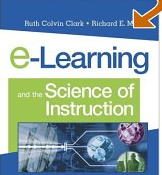 Ruth Colvin Clark • Richard E. M
e-Learning
and the Science of
Instruction